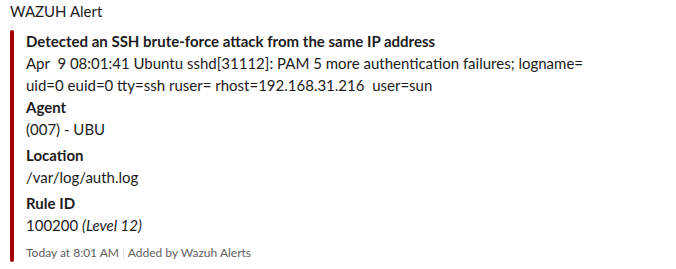 WAZUH Alert
Detected an SSH brute-force attack from the same IP address
Apr  9 08:01:41 Ubuntu sshd[31112]: PAM 5 more authentication failures; logname=
uid=0 euid=0 tty=ssh ruser= rhost=192.168.31.216  user=sun
Agent
(007) - UBU
Location
/var/log/auth.log
Rule ID
100200 (Level 12)
Today at 8:01 AM | Added by Wazuh Alerts